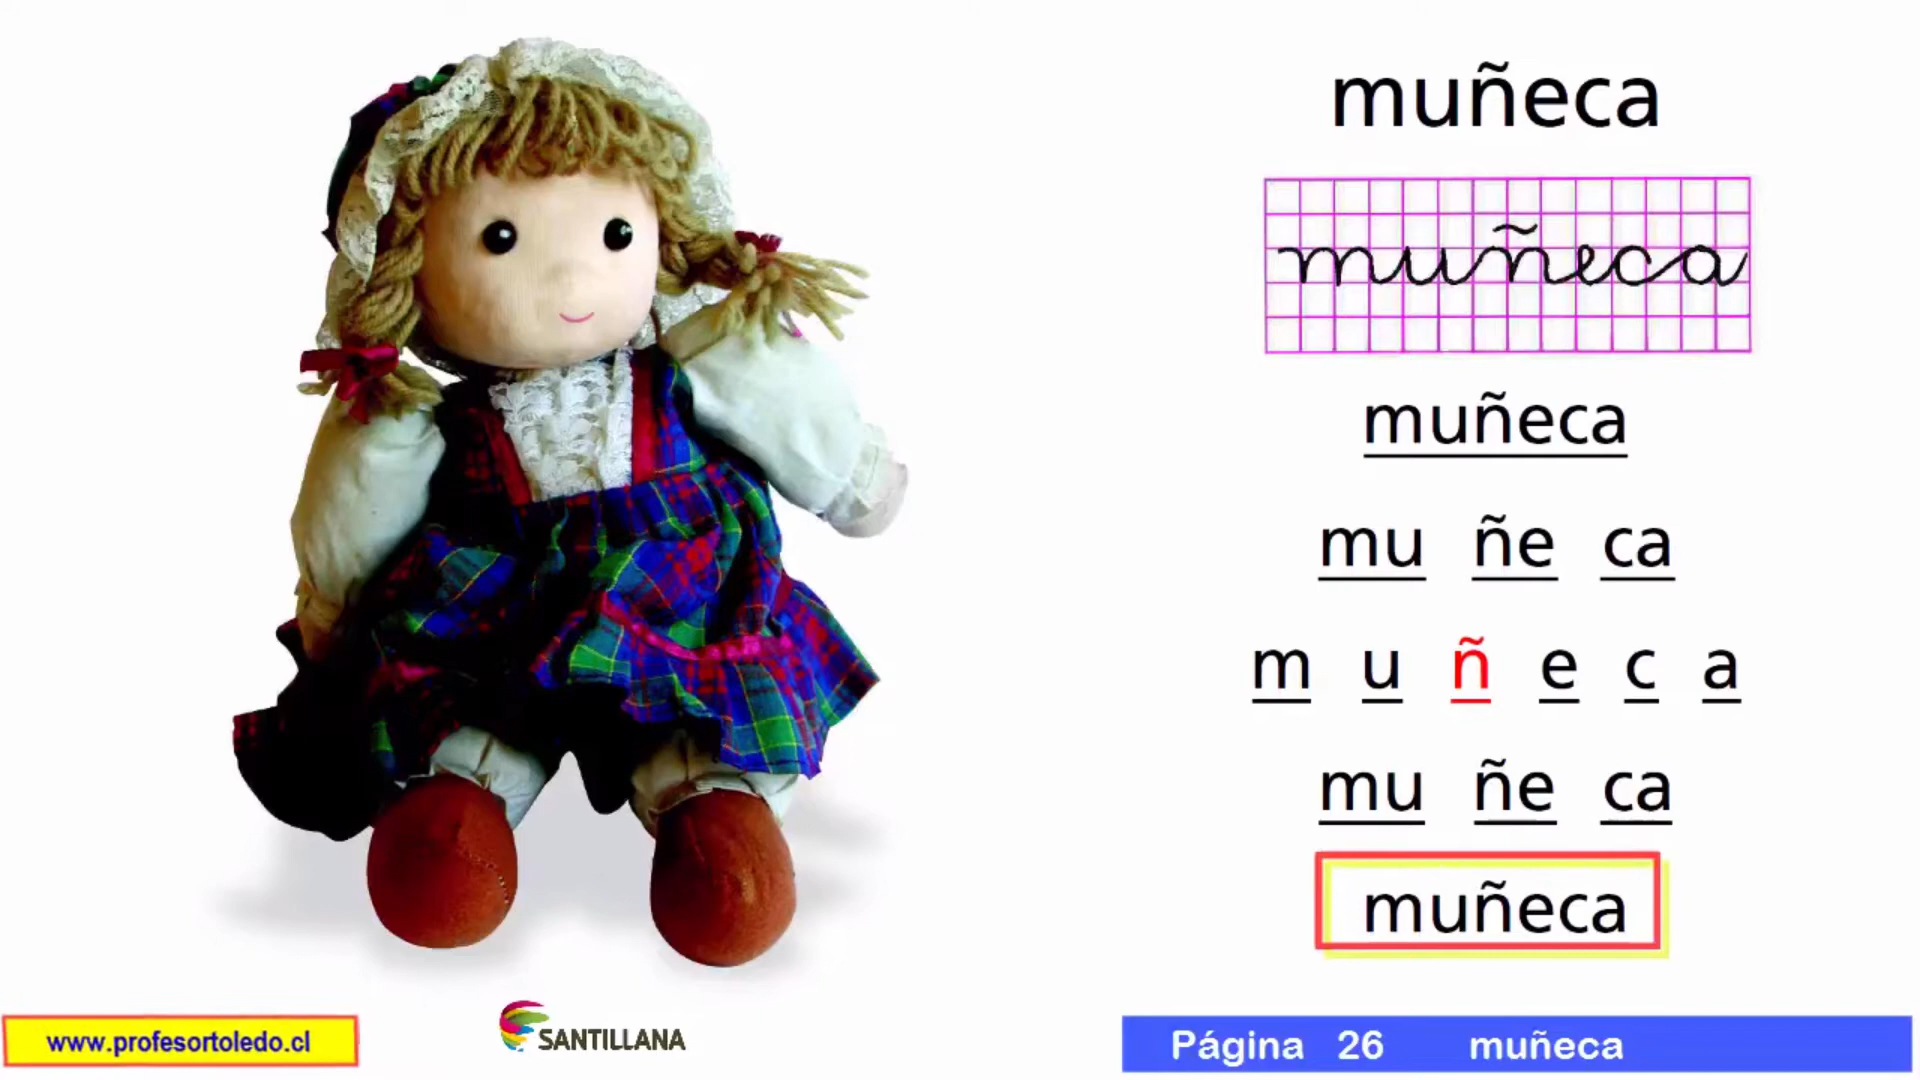 muñeca
muñeca
muñeca
mu ñe ca
m u ñ e c a
mu ñe ca
muñeca
www.profesortoledo.cl
SANTILLANA
Página 26 muñeca